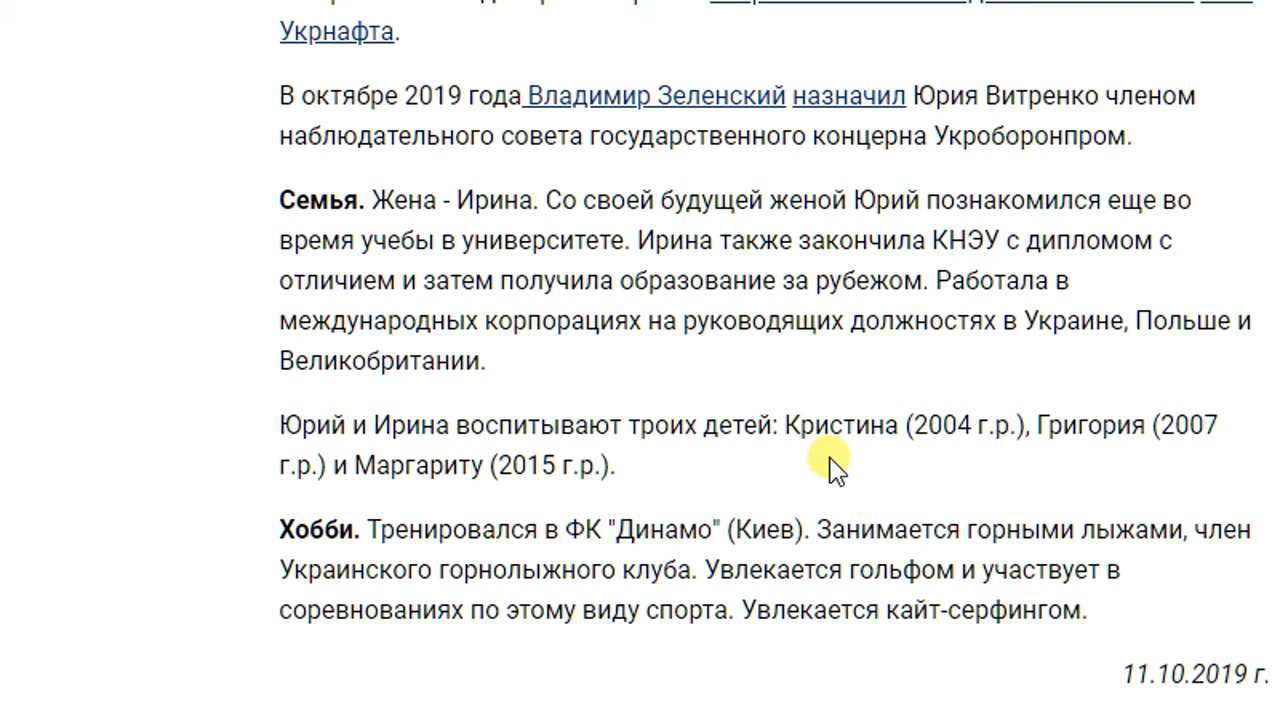 Укрнафта.
В октябре 2019 года Владимир Зеленский назначил Юрия Витренко членом
наблюдательного совета государственного концерна Укроборонпром.
Семья. Жена - Ирина. Со своей будущей женой Юрий познакомился еще во
время учебы в университете. Ирина также закончила КНЭУ с дипломом с
отличием и затем получила образование за рубежом. Работала в
международных корпорациях на руководящих должностях в Украине, Польше и
Великобритании.
Юрий и Ирина воспитывают троих детей: Кристина (2004 г.р.), Григория (2007
г.р.) и Маргариту (2015 г.р.).
Хобби. Тренировался в ФК "Динамо" (Киев). Занимается горными лыжами, член
Украинского горнолыжного клуба. Увлекается гольфом и участвует в
соревнованиях по этому виду спорта. Увлекается кайт-серфингом.
11.10.2019 г.